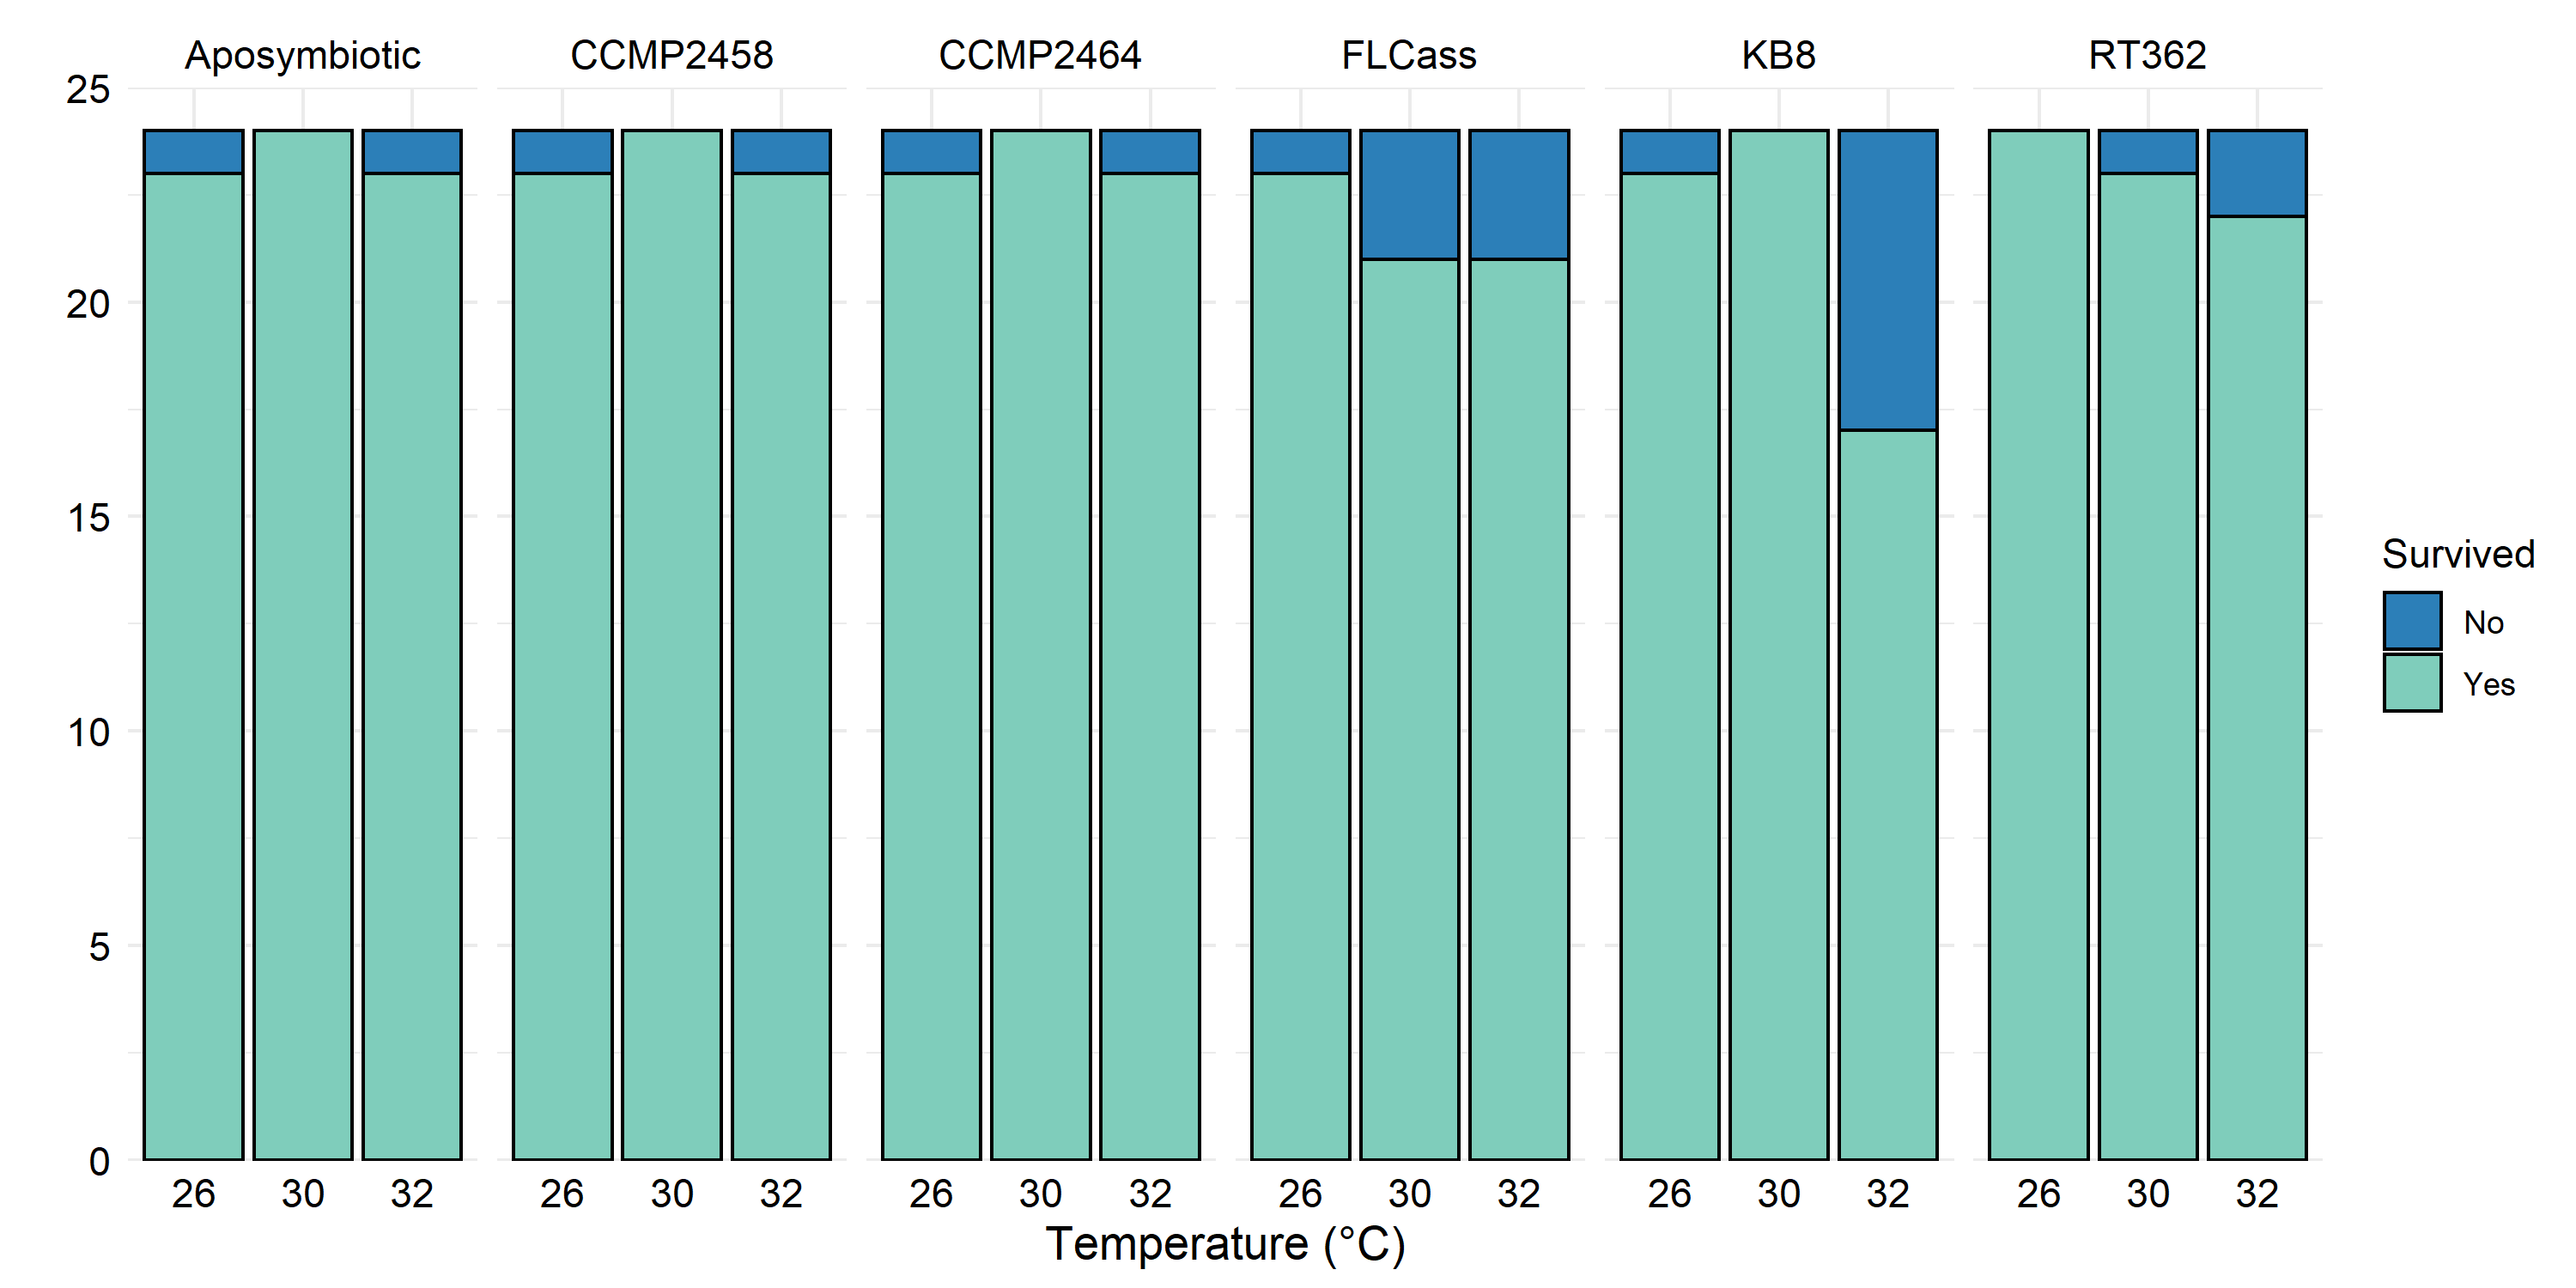 Aposymbiotic CCMP2458 CCMP2464 FLCass KB8 RT362
25
20
15
10
5
0
26 30 32 26 30 32 26 30 32 26 30 32 26 30 32 26 30 32
Temperature (°C)
Survived
No
Yes